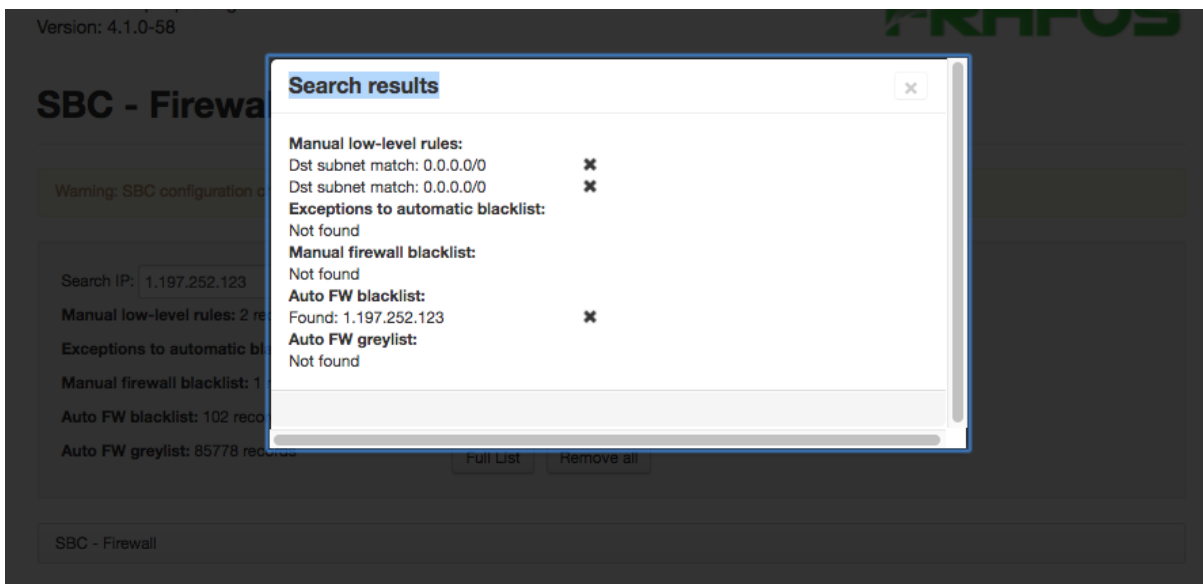 Version: 4.1.0-58
FRAFOS
SBC - Firewa
Warning: SBC configuration o
Search IP: 1.197.252.123
Manual low-level rules: 2 re
Exceptions to automatic bla
Manual firewall blacklist: 1
Auto FW blacklist: 102 reco
Auto FW greylist: 85778 records
Full List Remove all
SBC - Firewall
Search results ×
Manual low-level rules:
Dst subnet match: 0.0.0.0/0 ✖
Dst subnet match: 0.0.0.0/0 ✖
Exceptions to automatic blacklist:
Not found
Manual firewall blacklist:
Not found
Auto FW blacklist:
Found: 1.197.252.123 ✖
Auto FW greylist:
Not found